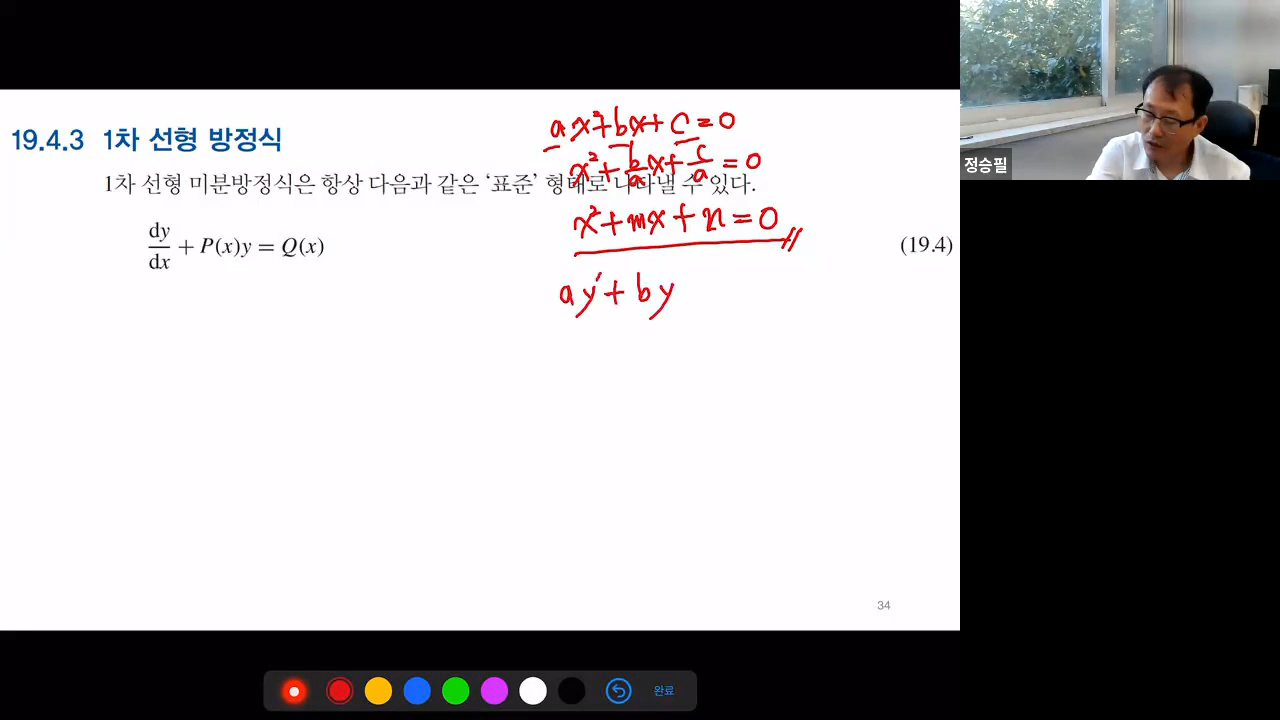 19.4.3 1차 선형 방정식
ax²+bx+c=0
x²+b/a x+c/a=0
1차 선형 미분방정식은 항상 다음과 같은 ‘표준’ 형태로 나타낼 수 있다.
x²+mx+n=0
dy/dx + P(x)y = Q(x) (19.4)
ay′+by
34
완료
정승필